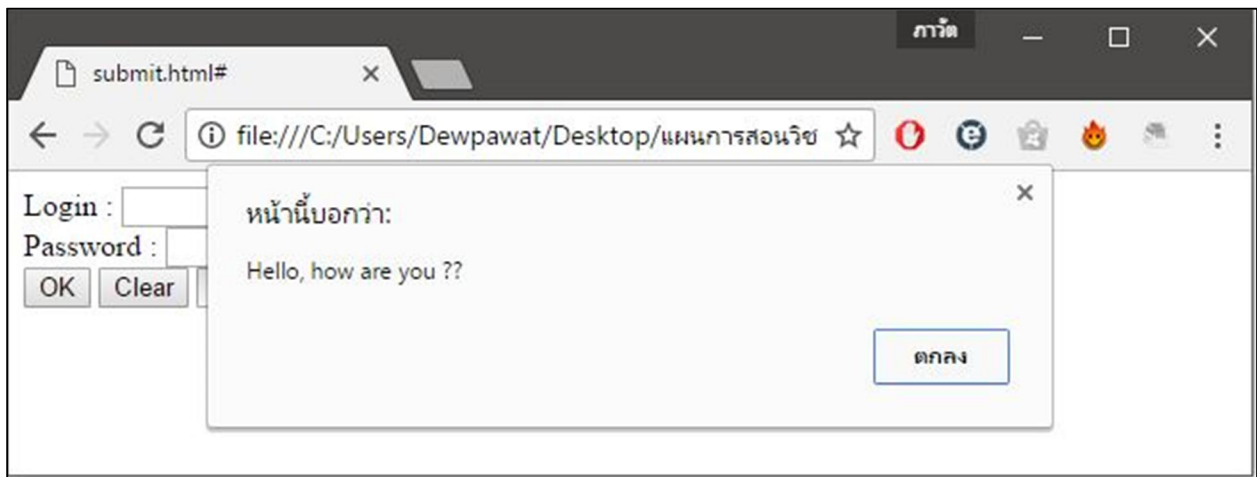 ภาวัต
submit.html#
file:///C:/Users/Dewpawat/Desktop/แผนการสอนวิช
Login :
Password :
OK Clear
หน้านี้บอกว่า:
Hello, how are you ??
ตกลง